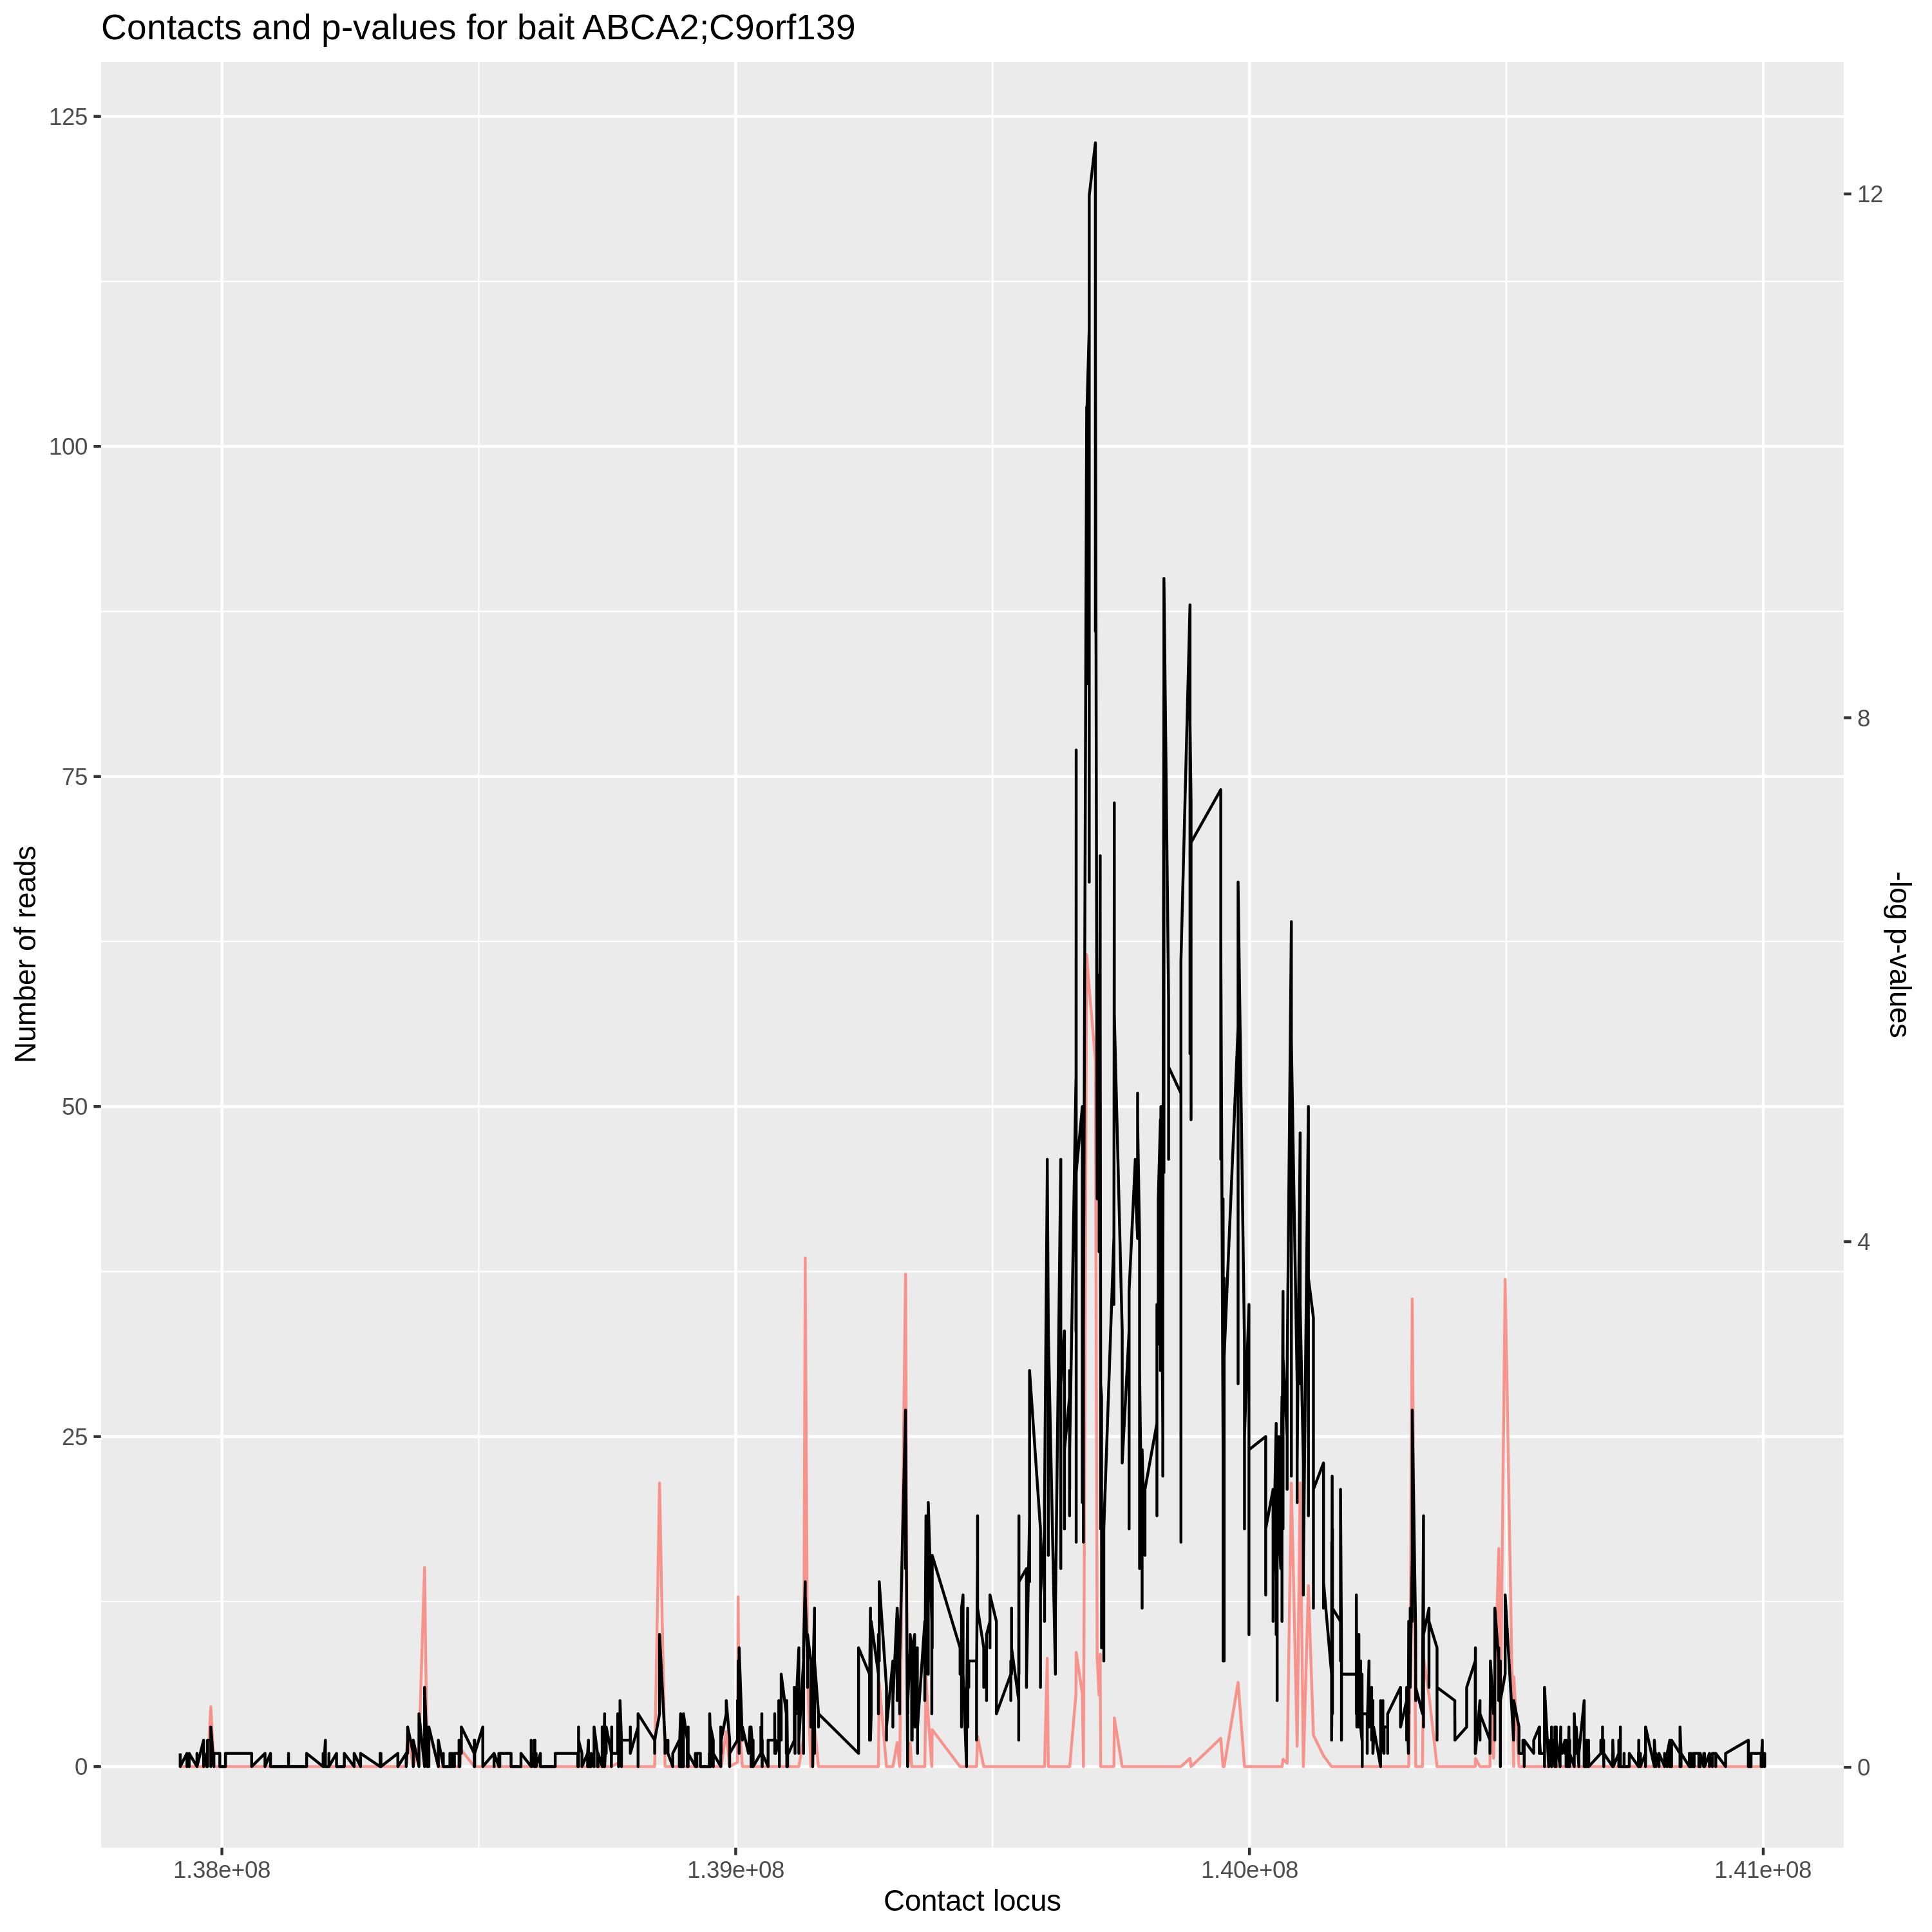 Contacts and p-values for bait ABCA2;C9orf139
125
100
75
50
25
0
Number of reads
12
8
4
0
-log p-values
1.38e+08
1.39e+08
1.40e+08
1.41e+08
Contact locus